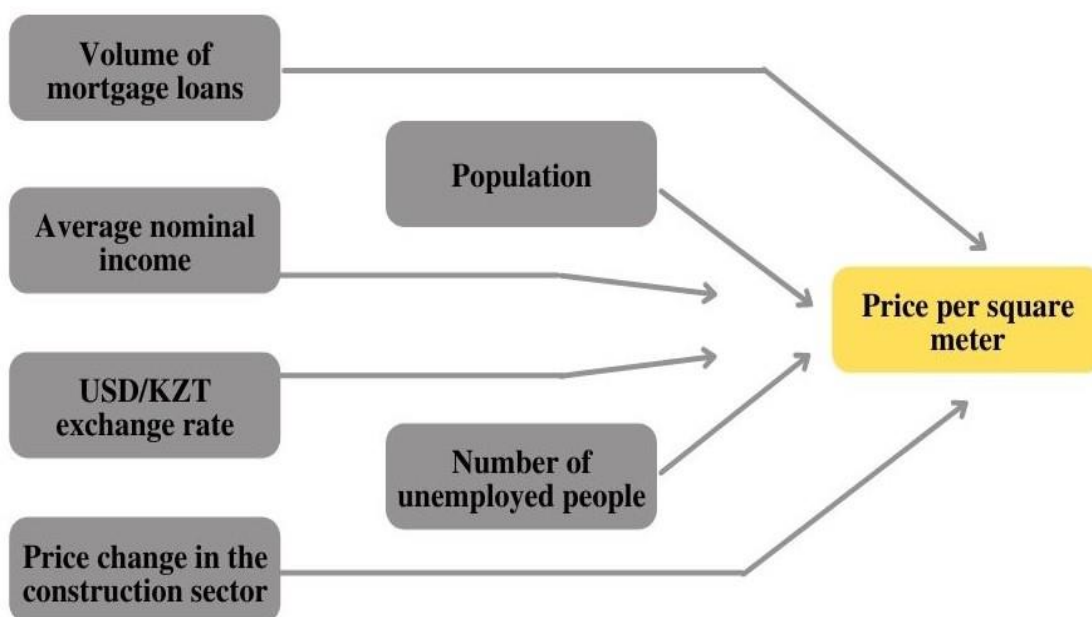 Volume of
mortgage loans
Population
Average nominal
income
Price per square
meter
USD/KZT
exchange rate
Number of
unemployed people
Price change in the
construction sector